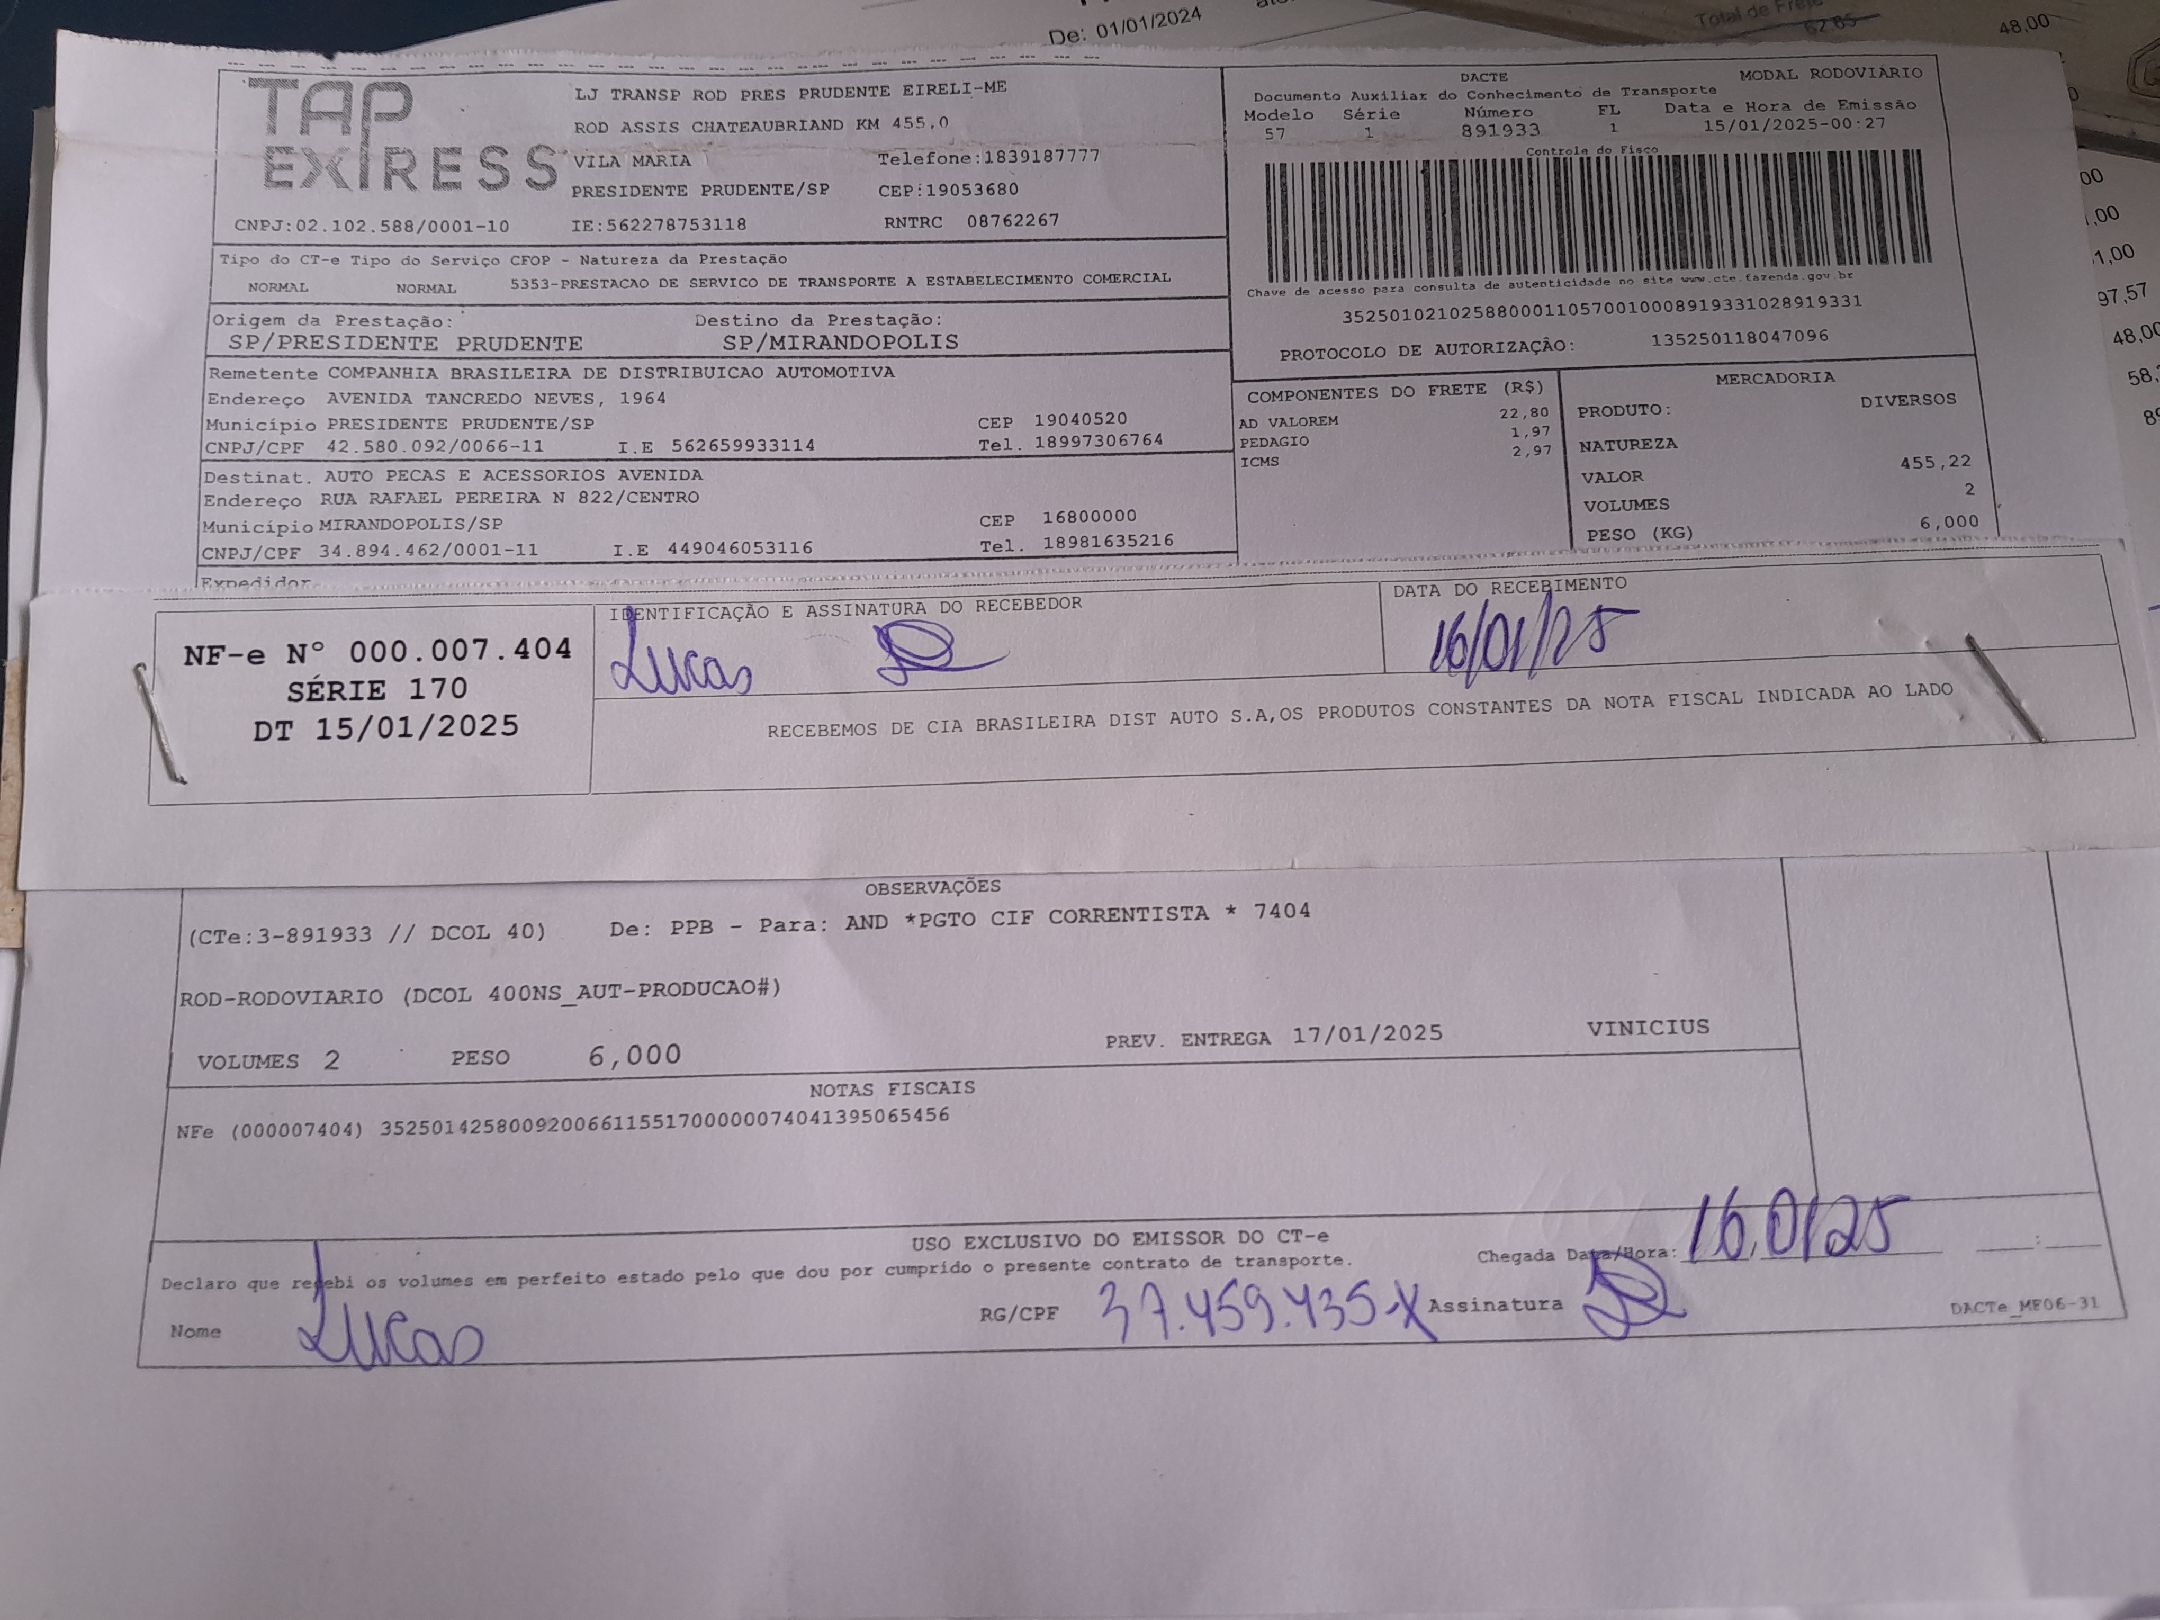 De: 01/01/2024
Total de Frete
62 85
48,00
TAP
EXPRESS
LJ TRANSP ROD PRES PRUDENTE EIRELI-ME
ROD ASSIS CHATEAUBRIAND KM 455,0
VILA MARIA Telefone:1839187777
PRESIDENTE PRUDENTE/SP CEP:19053680
CNPJ:02.102.588/0001-10 IE:562278753118 RNTRC 08762267
DACTE MODAL RODOVIÁRIO
Documento Auxiliar do Conhecimento de Transporte
Modelo Série Número FL Data e Hora de Emissão
57 1 891933 1 15/01/2025-00:27
Controle do Fisco
Chave de acesso para consulta de autenticidade no site www.cte.fazenda.gov.br
35250102102588000110570010008919331028919331
PROTOCOLO DE AUTORIZAÇÃO: 135250118047096
Tipo do CT-e Tipo do Serviço CFOP - Natureza da Prestação
NORMAL NORMAL 5353-PRESTACAO DE SERVICO DE TRANSPORTE A ESTABELECIMENTO COMERCIAL
Origem da Prestação: Destino da Prestação:
SP/PRESIDENTE PRUDENTE SP/MIRANDOPOLIS
Remetente COMPANHIA BRASILEIRA DE DISTRIBUICAO AUTOMOTIVA
Endereço AVENIDA TANCREDO NEVES, 1964
Município PRESIDENTE PRUDENTE/SP CEP 19040520
CNPJ/CPF 42.580.092/0066-11 I.E 562659933114 Tel. 18997306764
Destinat. AUTO PECAS E ACESSORIOS AVENIDA
Endereço RUA RAFAEL PEREIRA N 822/CENTRO
Município MIRANDOPOLIS/SP CEP 16800000
CNPJ/CPF 34.894.462/0001-11 I.E 449046053116 Tel. 18981635216
Expedidor
COMPONENTES DO FRETE (R$)
AD VALOREM 22,80
PEDAGIO 1,97
ICMS 2,97
MERCADORIA
PRODUTO: DIVERSOS
NATUREZA
VALOR 455,22
VOLUMES 2
PESO (KG) 6,000
00
1,00
97,57
48,00
58,
NF-e N° 000.007.404
SÉRIE 170
DT 15/01/2025
IDENTIFICAÇÃO E ASSINATURA DO RECEBEDOR
Lucas
DATA DO RECEBIMENTO
16/01/25
RECEBEMOS DE CIA BRASILEIRA DIST AUTO S.A,OS PRODUTOS CONSTANTES DA NOTA FISCAL INDICADA AO LADO
OBSERVAÇÕES
(CTe:3-891933 // DCOL 40) De: PPB - Para: AND *PGTO CIF CORRENTISTA * 7404
ROD-RODOVIARIO (DCOL 400NS_AUT-PRODUCAO#)
VOLUMES 2 PESO 6,000 PREV. ENTREGA 17/01/2025 VINICIUS
NOTAS FISCAIS
NFe (000007404) 35250142580092006611551700000074041395065456
USO EXCLUSIVO DO EMISSOR DO CT-e
Declaro que recebi os volumes em perfeito estado pelo que dou por cumprido o presente contrato de transporte.
Chegada Data/Hora: 16,01 25
Nome Lucas RG/CPF 37.459.435-X Assinatura
DACTe_MF06-31